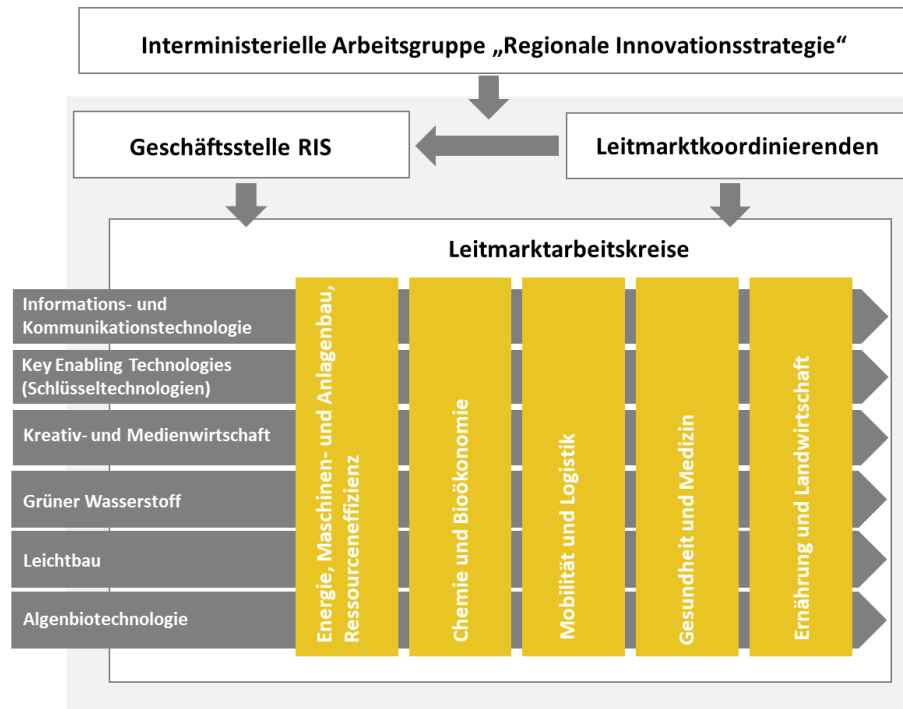 Interministerielle Arbeitsgruppe „Regionale Innovationsstrategie“
Geschäftsstelle RIS
Leitmarktkoordinierenden
Leitmarktarbeitskreise
Informations- und
Kommunikationstechnologie
Key Enabling Technologies
(Schlüsseltechnologien)
Kreativ- und Medienwirtschaft
Grüner Wasserstoff
Leichtbau
Algenbiotechnologie
Energie, Maschinen- und Anlagenbau,
Ressourceneffizienz
Chemie und Bioökonomie
Mobilität und Logistik
Gesundheit und Medizin
Ernährung und Landwirtschaft